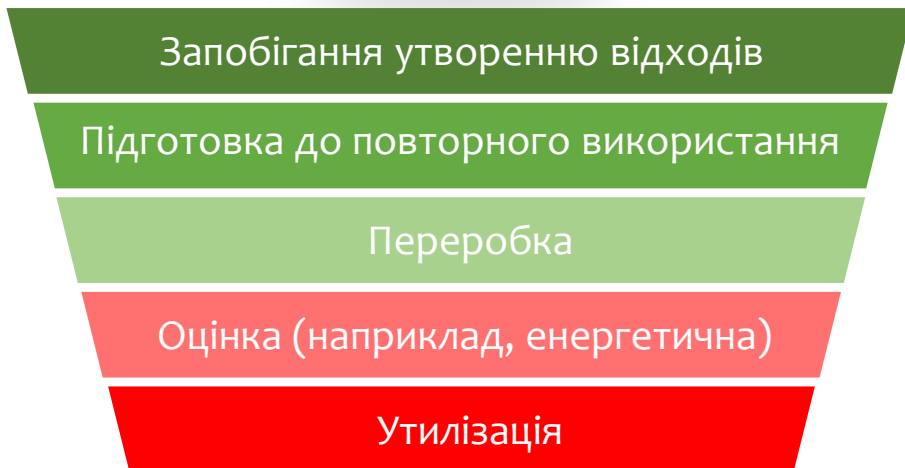 Запобігання утворенню відходів
Підготовка до повторного використання
Переробка
Оцінка (наприклад, енергетична)
Утилізація